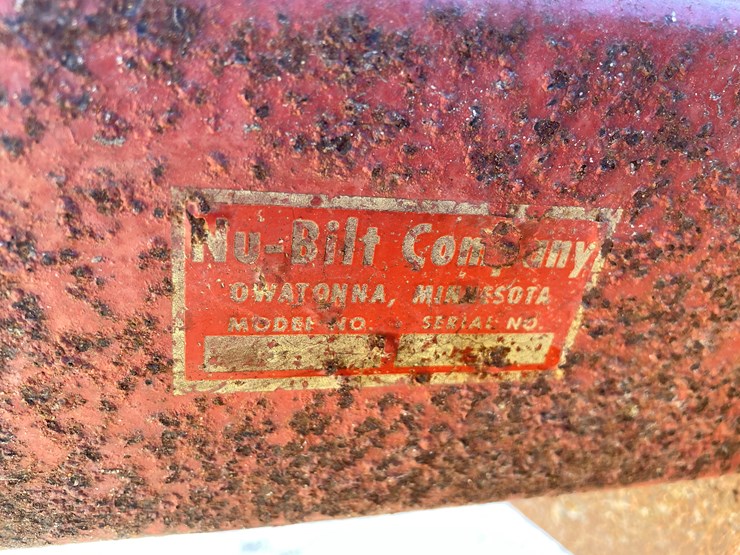 Nu-Bilt Company,
OWATONNA, MINNESOTA
MODEL NO. SERIAL NO.